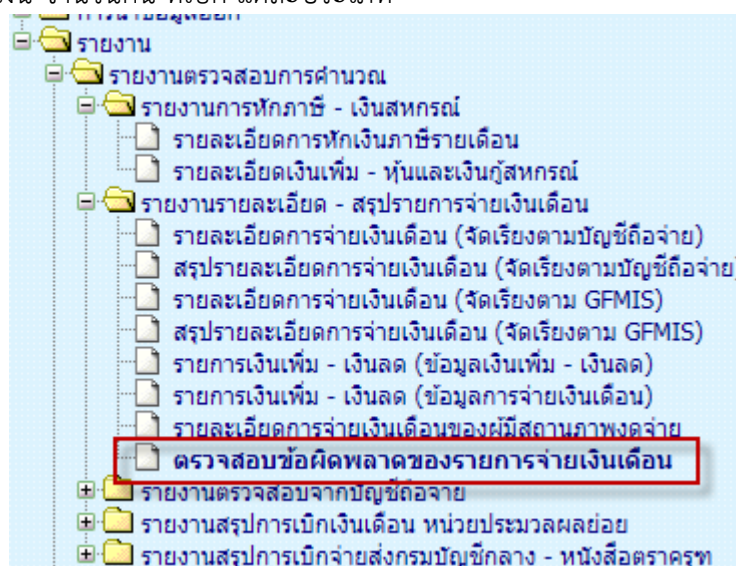 การนำข้อมูลออก
รายงาน
รายงานตรวจสอบการคำนวณ
รายงานการหักภาษี - เงินสหกรณ์
รายละเอียดการหักเงินภาษีรายเดือน
รายละเอียดเงินเพิ่ม - หุ้นและเงินกู้สหกรณ์
รายงานรายละเอียด - สรุปรายการจ่ายเงินเดือน
รายละเอียดการจ่ายเงินเดือน (จัดเรียงตามบัญชีถือจ่าย)
สรุปรายละเอียดการจ่ายเงินเดือน (จัดเรียงตามบัญชีถือจ่าย)
รายละเอียดการจ่ายเงินเดือน (จัดเรียงตาม GFMIS)
สรุปรายละเอียดการจ่ายเงินเดือน (จัดเรียงตาม GFMIS)
รายการเงินเพิ่ม - เงินลด (ข้อมูลเงินเพิ่ม - เงินลด)
รายการเงินเพิ่ม - เงินลด (ข้อมูลการจ่ายเงินเดือน)
รายละเอียดการจ่ายเงินเดือนของผู้มีสถานภาพงดจ่าย
ตรวจสอบข้อผิดพลาดของรายการจ่ายเงินเดือน
รายงานตรวจสอบจากบัญชีถือจ่าย
รายงานสรุปการเบิกเงินเดือน หน่วยประมวลผลย่อย
รายงานสรุปการเบิกจ่ายส่งกรมบัญชีกลาง - หนังสือตราครุฑ